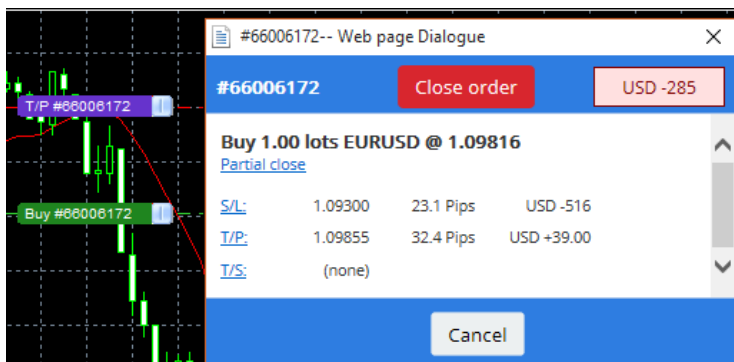 #66006172-- Web page Dialogue
#66006172 Close order USD -285
T/P #66006172
Buy 1.00 lots EURUSD @ 1.09816
Partial close
S/L: 1.09300 23.1 Pips USD -516
Buy #66006172
T/P: 1.09855 32.4 Pips USD +39.00
T/S: (none)
Cancel